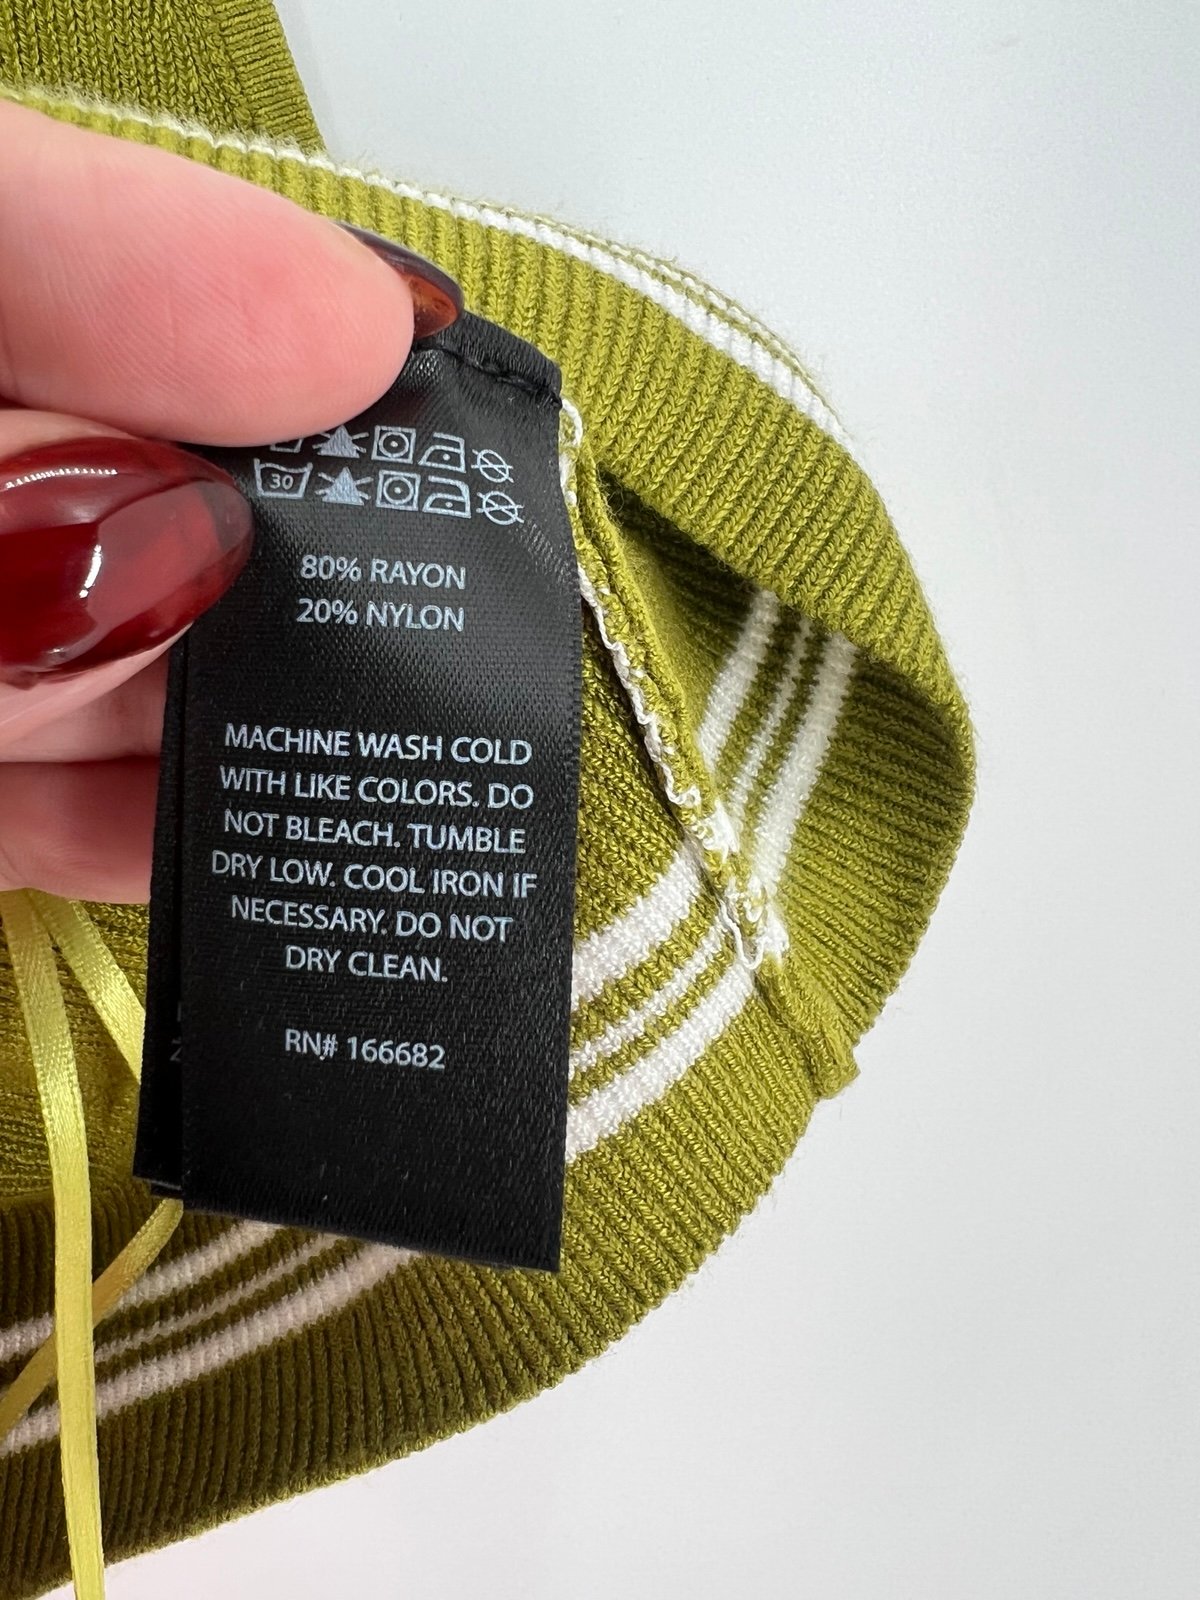 30
80% RAYON
20% NYLON
MACHINE WASH COLD
WITH LIKE COLORS. DO
NOT BLEACH. TUMBLE
DRY LOW. COOL IRON IF
NECESSARY. DO NOT
DRY CLEAN.
RN# 166682